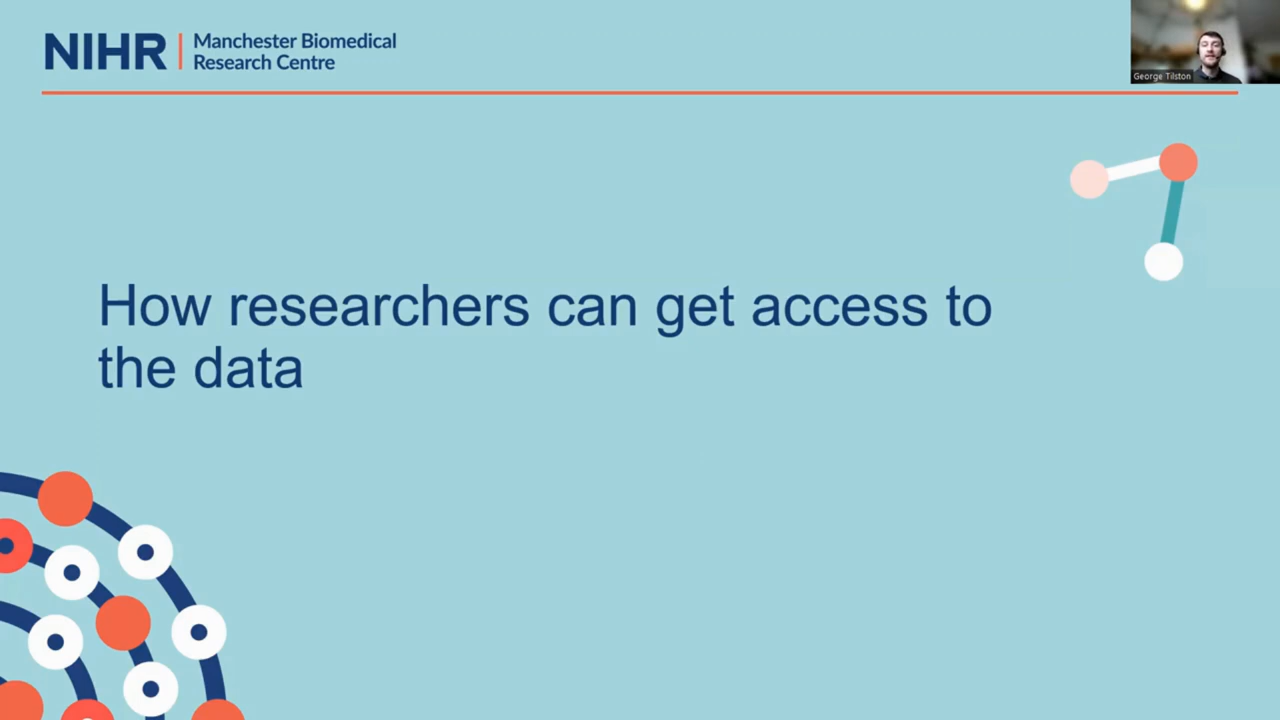 NIHR
Manchester Biomedical
Research Centre
George Tilston
How researchers can get access to
the data